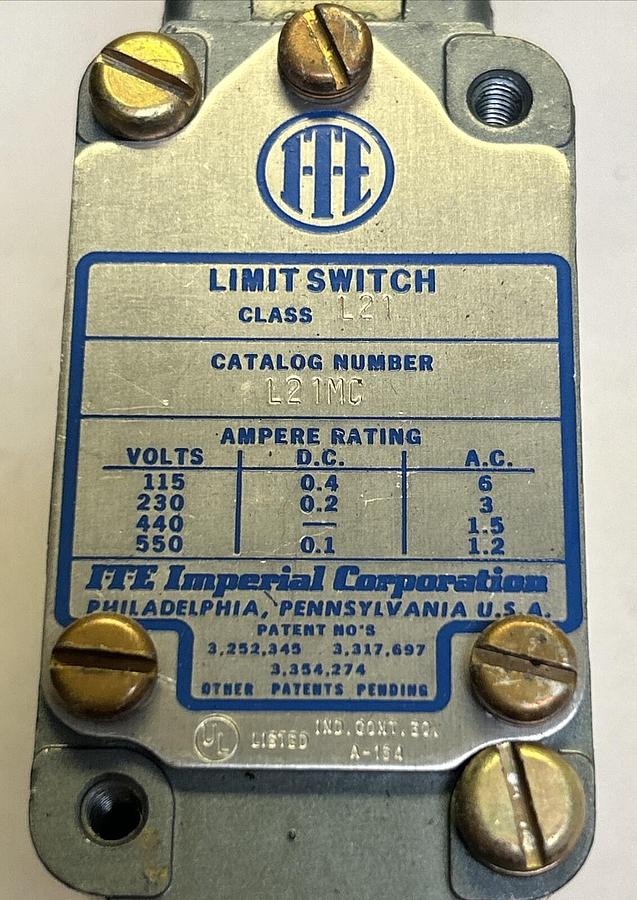 ITE
LIMIT SWITCH
CLASS L21
CATALOG NUMBER
L21MC
AMPERE RATING
VOLTS D.C. A.C.
115 0.4 6
230 0.2 3
440 — 1.5
550 0.1 1.2
I-T-E Imperial Corporation
PHILADELPHIA, PENNSYLVANIA U.S.A.
PATENT NO'S
3,252,345 3,317,697
3,354,274
OTHER PATENTS PENDING
UL LISTED IND. CONT. EQ.
A-164